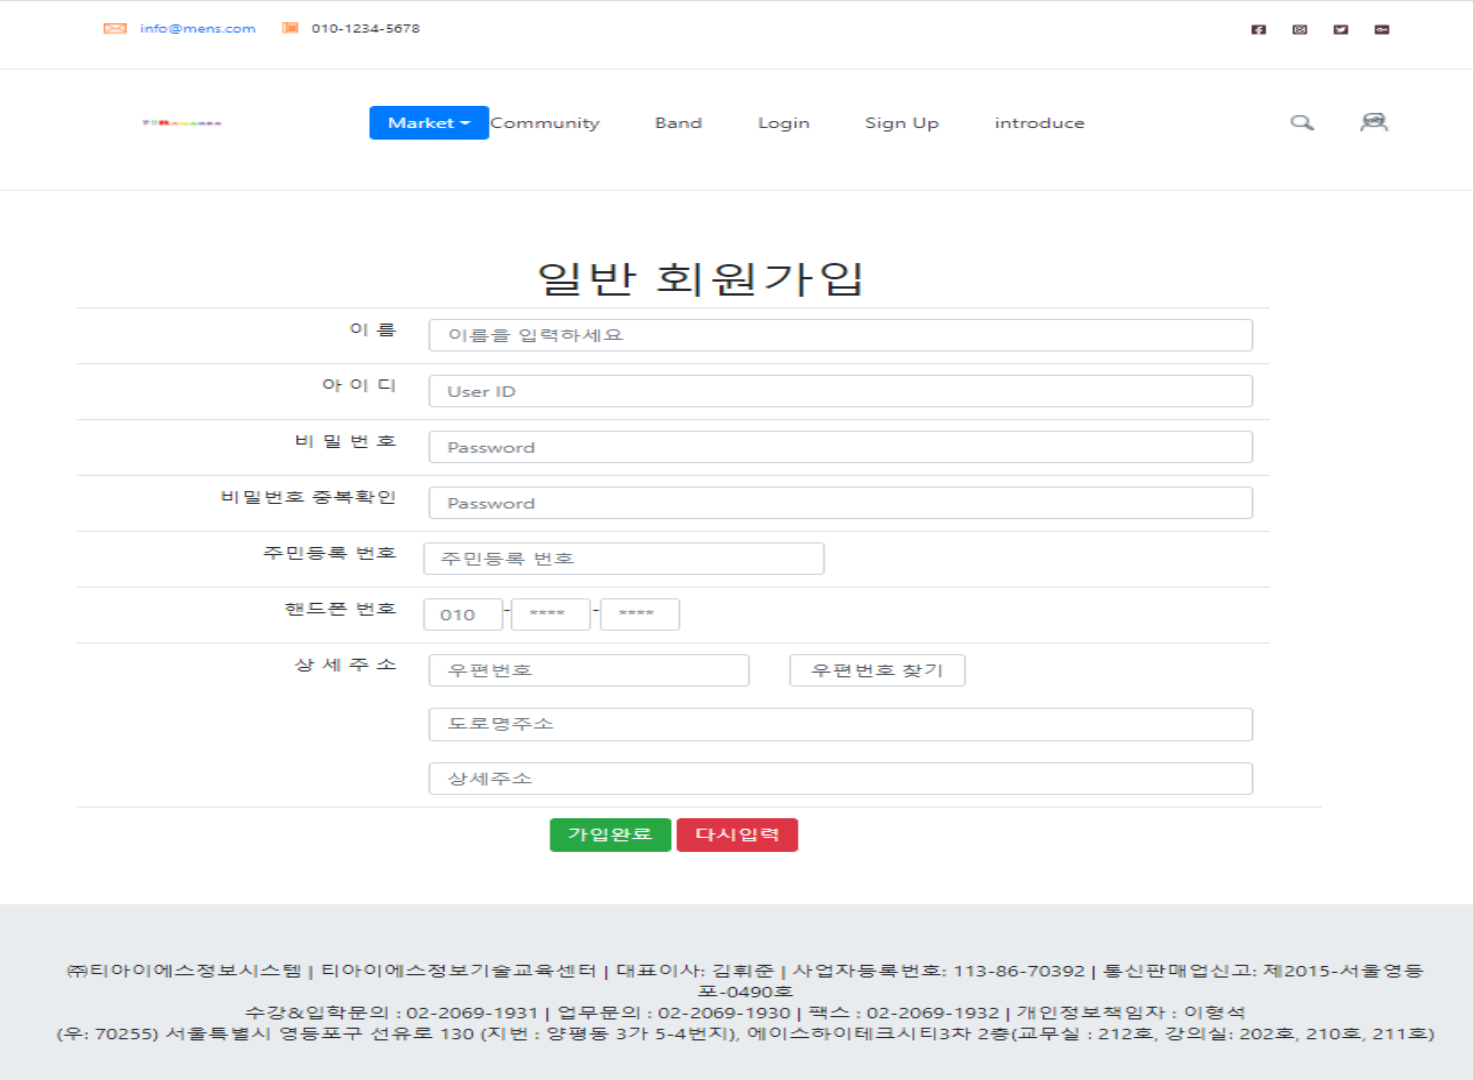 info@mens.com 010-1234-5678
Market Community Band Login Sign Up introduce
일반 회원가입
이 름 이름을 입력하세요
아 이 디 User ID
비 밀 번 호 Password
비밀번호 중복확인 Password
주민등록 번호 주민등록 번호
핸드폰 번호 010 - **** - ****
상 세 주 소 우편번호 우편번호 찾기
도로명주소
상세주소
가입완료 다시입력
㈜티아이에스정보시스템 | 티아이에스정보기술교육센터 | 대표이사: 김휘준 | 사업자등록번호: 113-86-70392 | 통신판매업신고: 제2015-서울영등
포-0490호
수강&입학문의 : 02-2069-1931 | 업무문의 : 02-2069-1930 | 팩스 : 02-2069-1932 | 개인정보책임자 : 이형석
(우: 70255) 서울특별시 영등포구 선유로 130 (지번 : 양평동 3가 5-4번지), 에이스하이테크시티3차 2층(교무실 : 212호, 강의실: 202호, 210호, 211호)